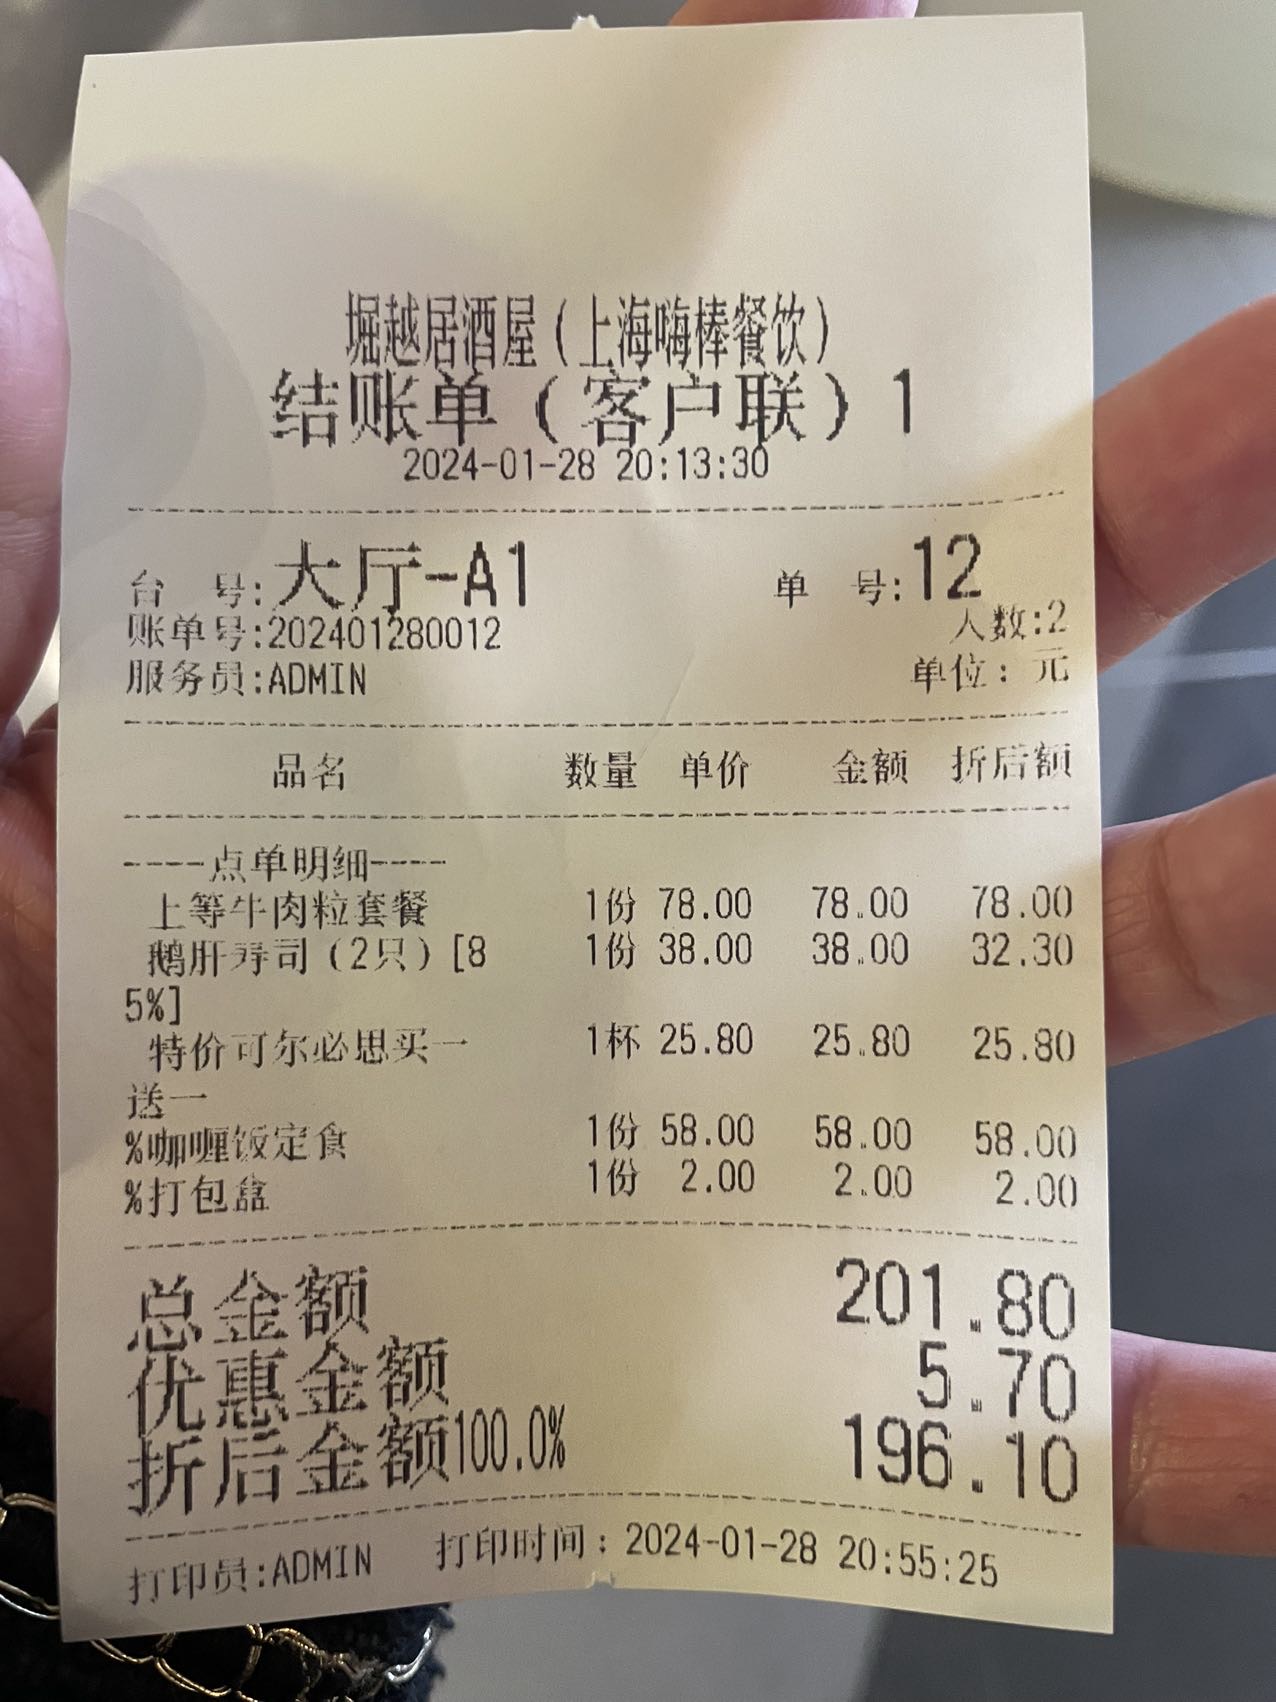 堀越居酒屋(上海嗨棒餐饮)
结账单(客户联)1
2024-01-28 20:13:30
台 号:大厅-A1 单 号:12
账单号:202401280012 人数:2
服务员:ADMIN 单位: 元
品名 数量 单价 金额 折后额
----点单明细----
上等牛肉粒套餐 1份 78.00 78.00 78.00
鹅肝寿司(2只)[8 1份 38.00 38.00 32.30
5%]
特价可尔必思买一 1杯 25.80 25.80 25.80
送一
%咖喱饭定食 1份 58.00 58.00 58.00
%打包盒 1份 2.00 2.00 2.00
总金额 201.80
优惠金额 5.70
折后金额100.0% 196.10
打印员:ADMIN 打印时间: 2024-01-28 20:55:25